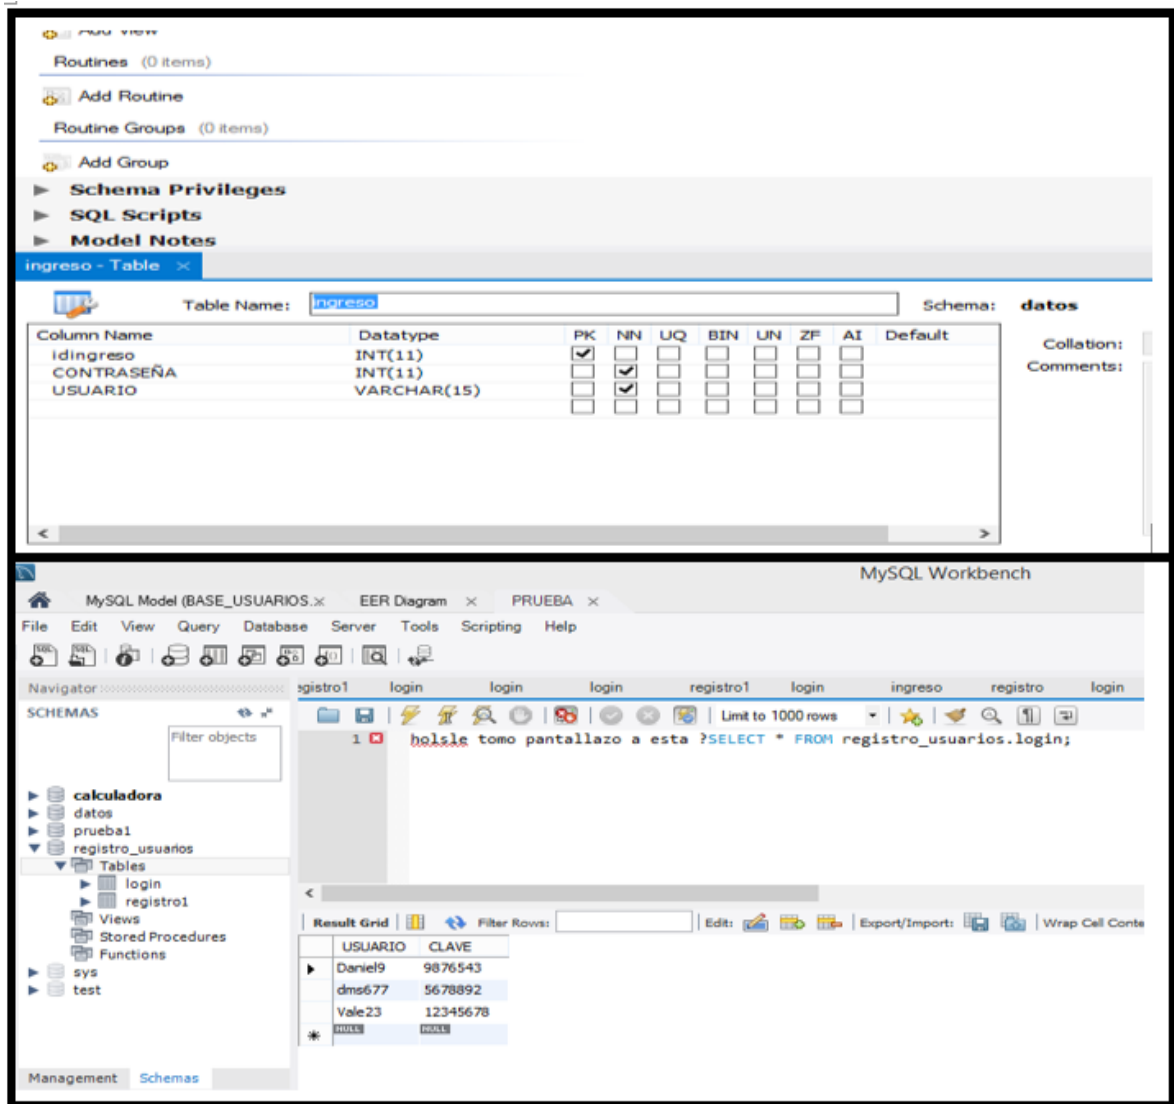 Add View
Routines (0 items)
Add Routine
Routine Groups (0 items)
Add Group
Schema Privileges
SQL Scripts
Model Notes
ingreso - Table ×
Table Name: ingreso Schema: datos
Column Name Datatype PK NN UQ BIN UN ZF AI Default
idingreso INT(11)
CONTRASEÑA INT(11)
USUARIO VARCHAR(15)
Collation:
Comments:
MySQL Workbench
MySQL Model (BASE_USUARIOS.× EER Diagram × PRUEBA ×
File Edit View Query Database Server Tools Scripting Help
Navigator
egistro1 login login login registro1 login ingreso registro login
SCHEMAS
Filter objects
Limit to 1000 rows
1 holsle tomo pantallazo a esta ?SELECT * FROM registro_usuarios.login;
calculadora
datos
prueba1
registro_usuarios
Tables
login
registro1
Views
Stored Procedures
Functions
sys
test
Result Grid Filter Rows: Edit: Export/Import: Wrap Cell Conte
USUARIO CLAVE
Daniel9 9876543
dms677 5678892
Vale23 12345678
NULL NULL
Management Schemas